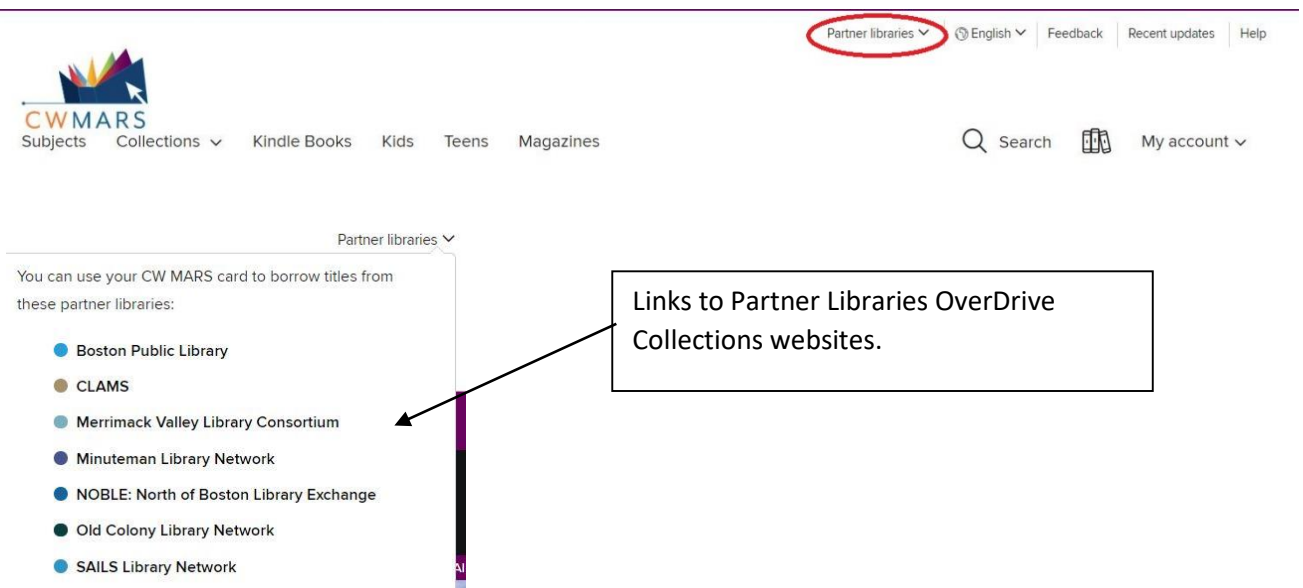 Partner libraries English Feedback Recent updates Help
CWMARS
Subjects Collections Kindle Books Kids Teens Magazines Search My account
Partner libraries
You can use your CW MARS card to borrow titles from
these partner libraries:
Boston Public Library
CLAMS
Merrimack Valley Library Consortium
Minuteman Library Network
NOBLE: North of Boston Library Exchange
Old Colony Library Network
SAILS Library Network
Links to Partner Libraries OverDrive
Collections websites.